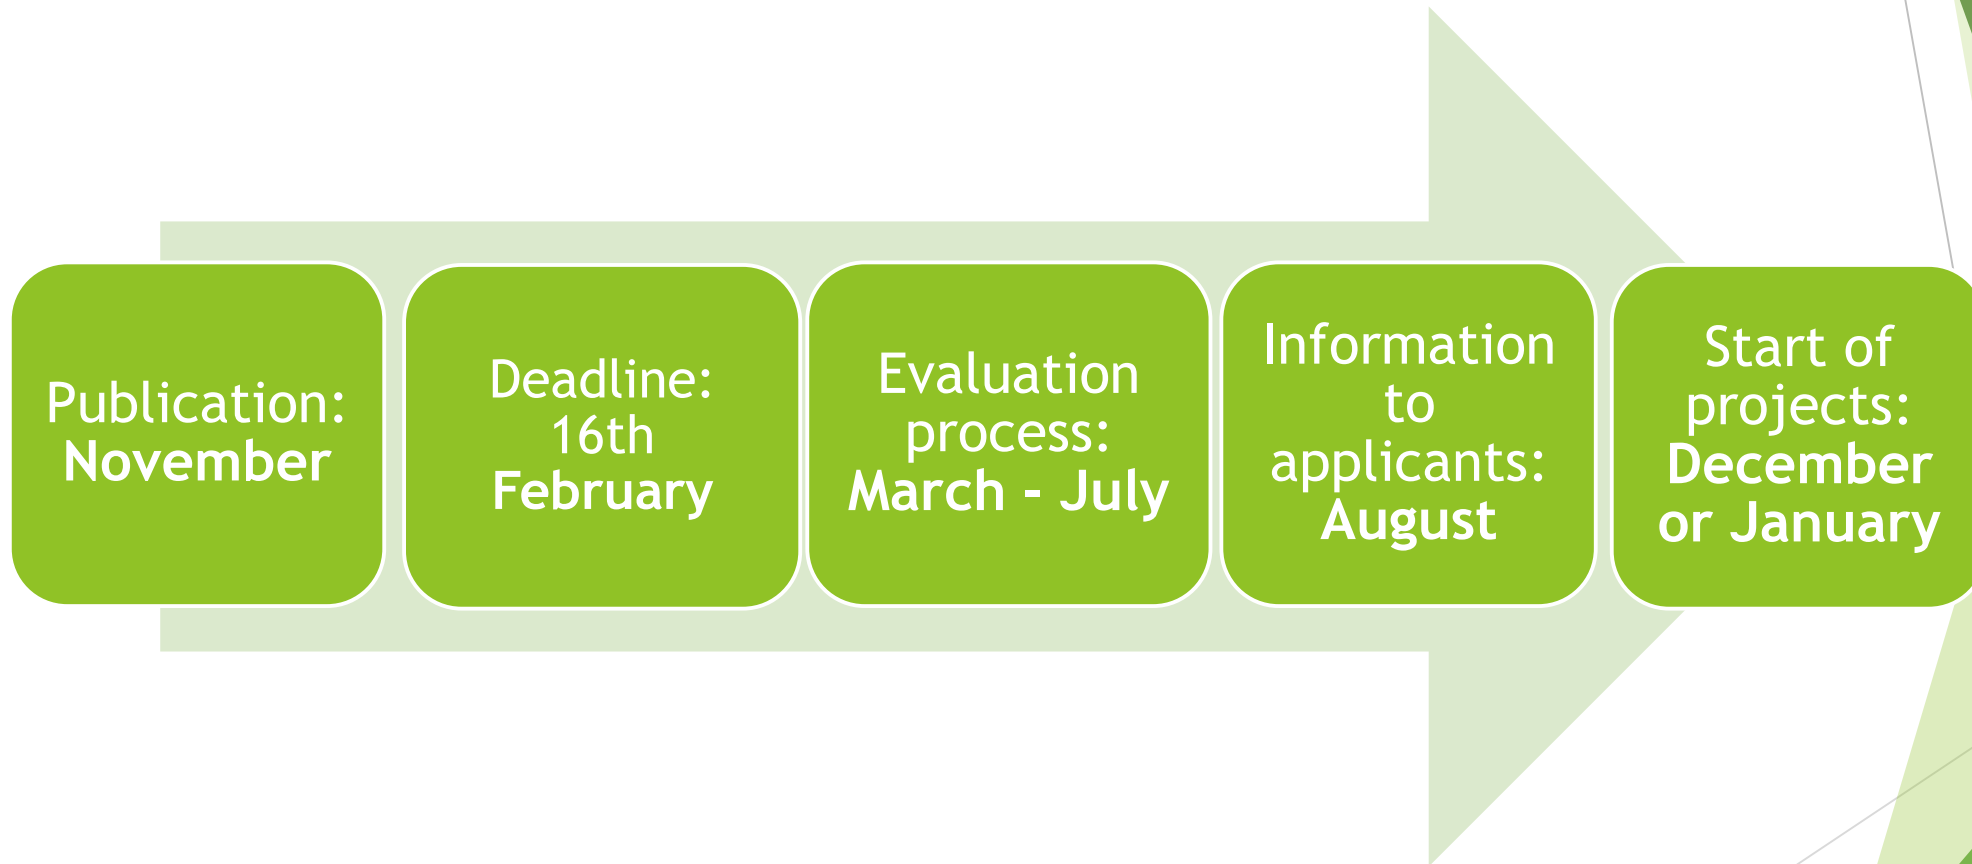 Publication:
November
Deadline:
16th
February
Evaluation
process:
March - July
Information
to
applicants:
August
Start of
projects:
December
or January